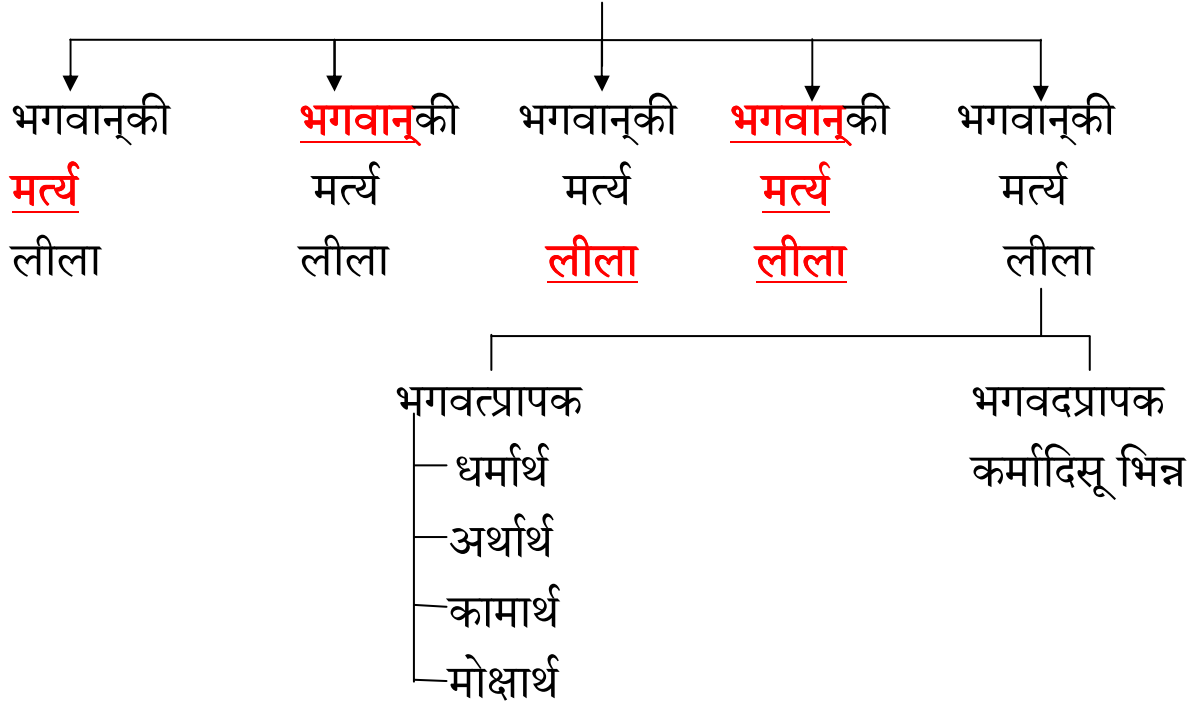 भगवान्‌की भगवान्‌की भगवान्‌की भगवान्‌की भगवान्‌की
मर्त्य मर्त्य मर्त्य मर्त्य मर्त्य
लीला लीला लीला लीला लीला
भगवत्प्रापक भगवदप्रापक
धर्मार्थ कर्मादिसू भिन्न
अर्थार्थ
कामार्थ
मोक्षार्थ